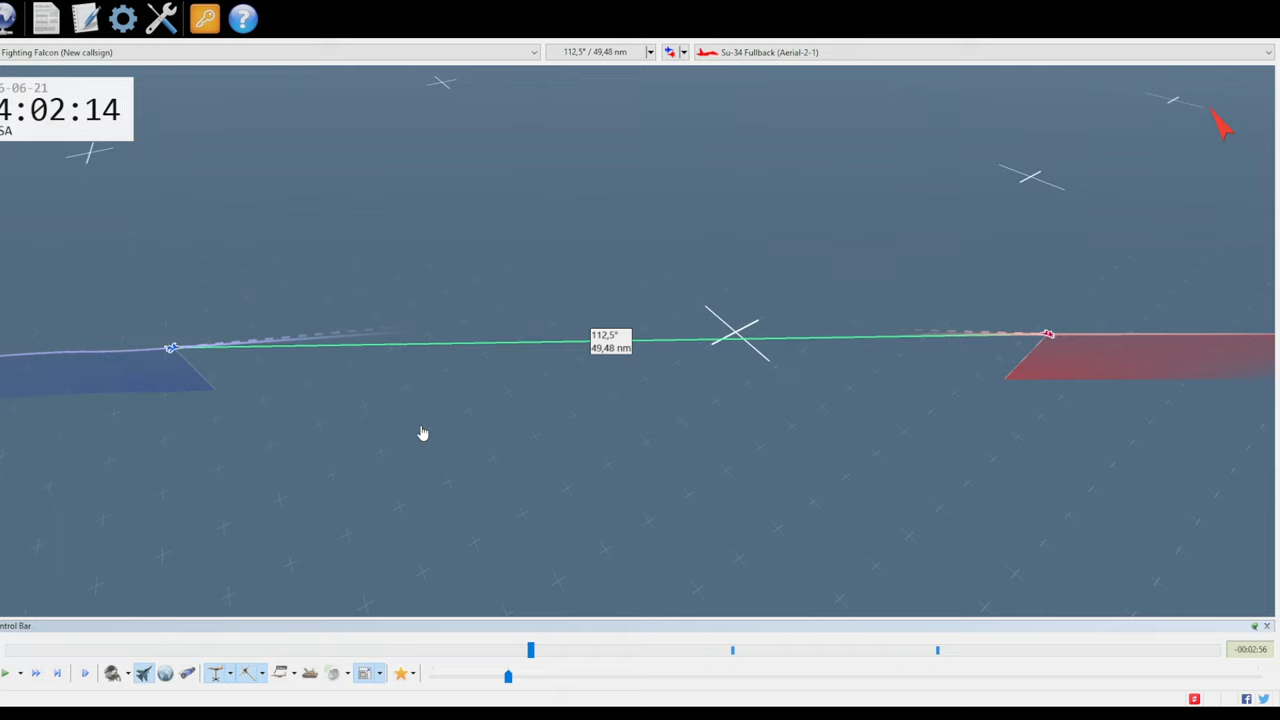 Fighting Falcon (New callsign)
112,5° / 49,48 nm
Su-34 Fullback (Aerial-2-1)
6-06-21
4:02:14
SA
112,5°
49,48 nm
ntrol Bar
-00:02:56